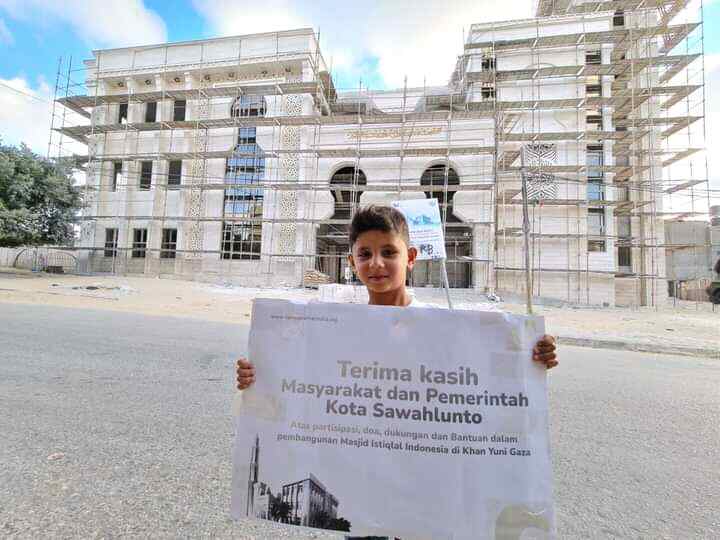 Terima kasih
Masyarakat dan Pemerintah
Kota Sawahlunto
Atas partisipasi, doa, dukungan dan Bantuan dalam
pembangunan Masjid Istiqlal Indonesia di Khan Yuni Gaza